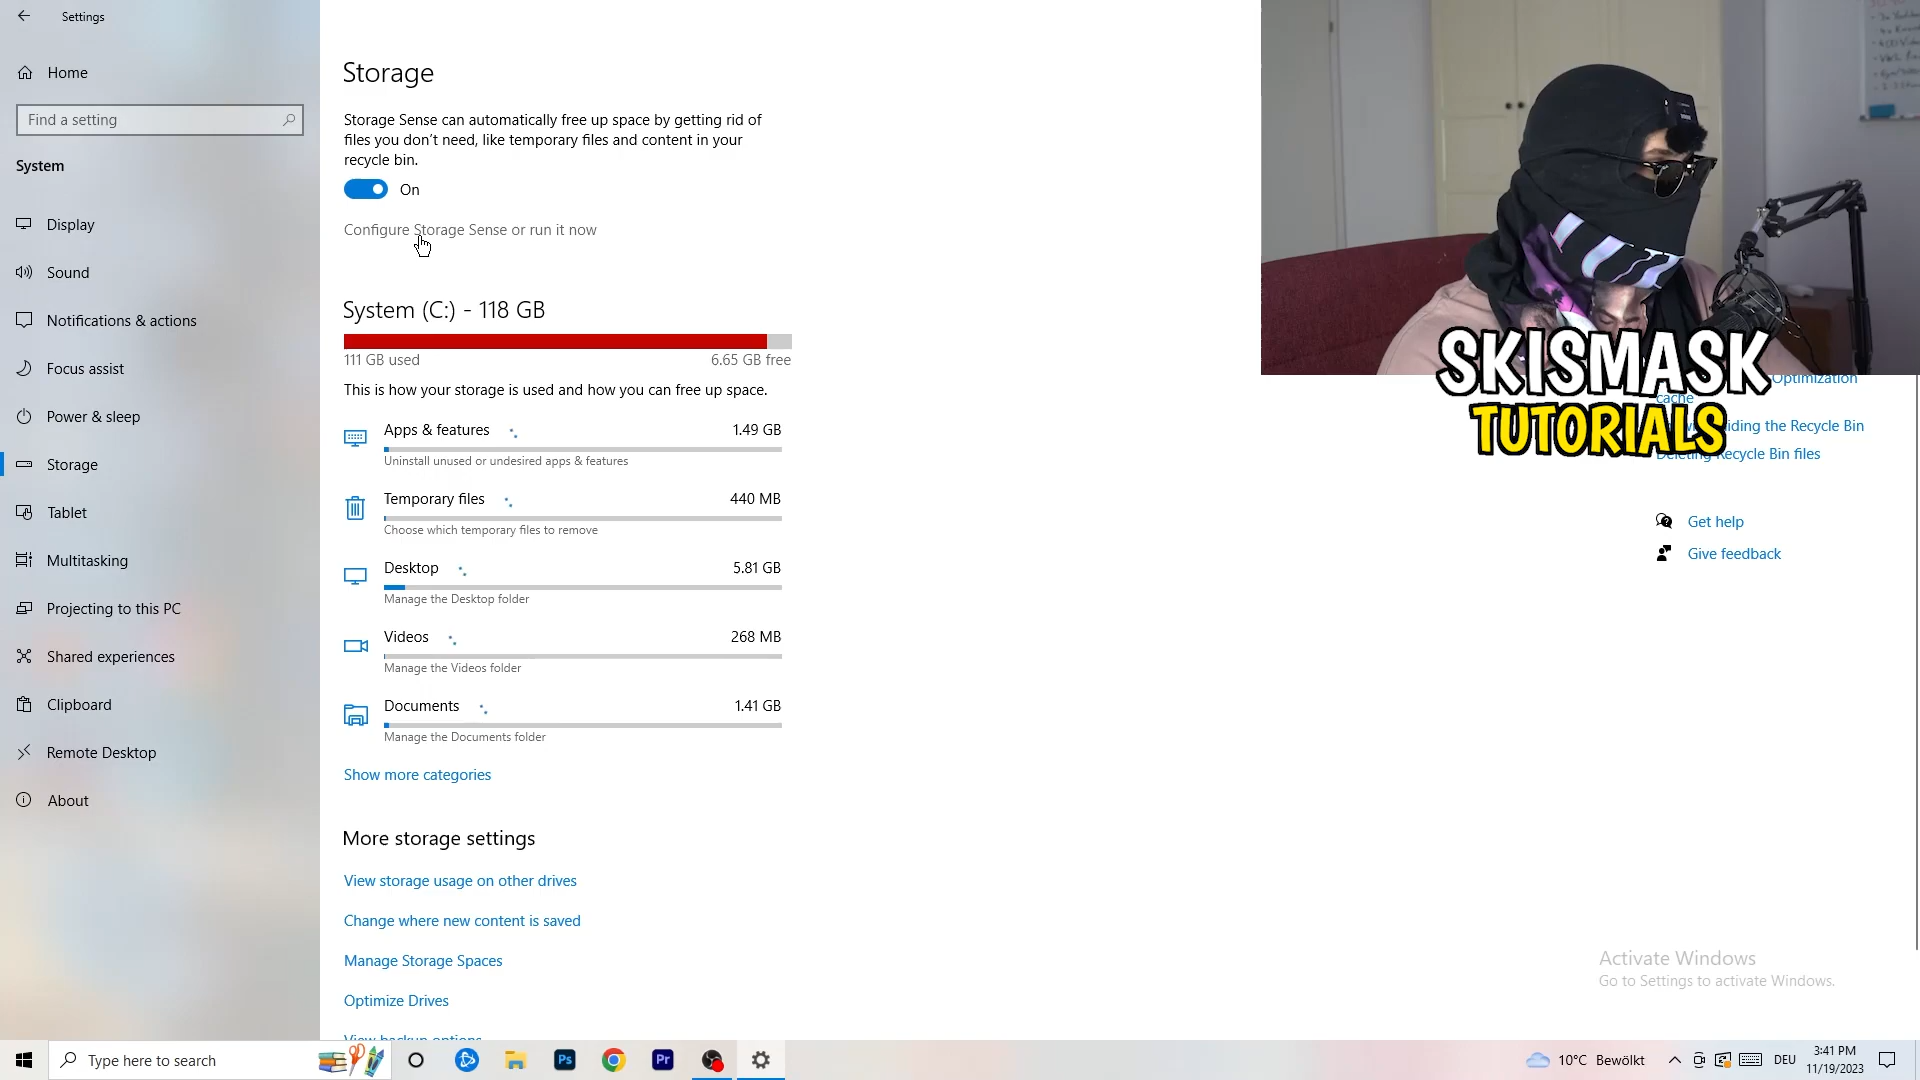 Settings
Home
Find a setting
System
Display
Sound
Notifications & actions
Focus assist
Power & sleep
Storage
Tablet
Multitasking
Projecting to this PC
Shared experiences
Clipboard
Remote Desktop
About
Storage
Storage Sense can automatically free up space by getting rid of
files you don't need, like temporary files and content in your
recycle bin.
On
Configure Storage Sense or run it now
System (C:) - 118 GB
111 GB used
6.65 GB free
This is how your storage is used and how you can free up space.
Apps & features
1.49 GB
Uninstall unused or undesired apps & features
Temporary files
440 MB
Choose which temporary files to remove
Desktop
5.81 GB
Manage the Desktop folder
Videos
268 MB
Manage the Videos folder
Documents
1.41 GB
Manage the Documents folder
Show more categories
More storage settings
View storage usage on other drives
Change where new content is saved
Manage Storage Spaces
Optimize Drives
View backup options
SKISMASK
TUTORIALS
Optimization
cache
the Recycle Bin
Recycle Bin files
Get help
Give feedback
Activate Windows
Go to Settings to activate Windows.
Type here to search
Ps
Pr
10°C Bewölkt
DEU
3:41 PM
11/19/2023